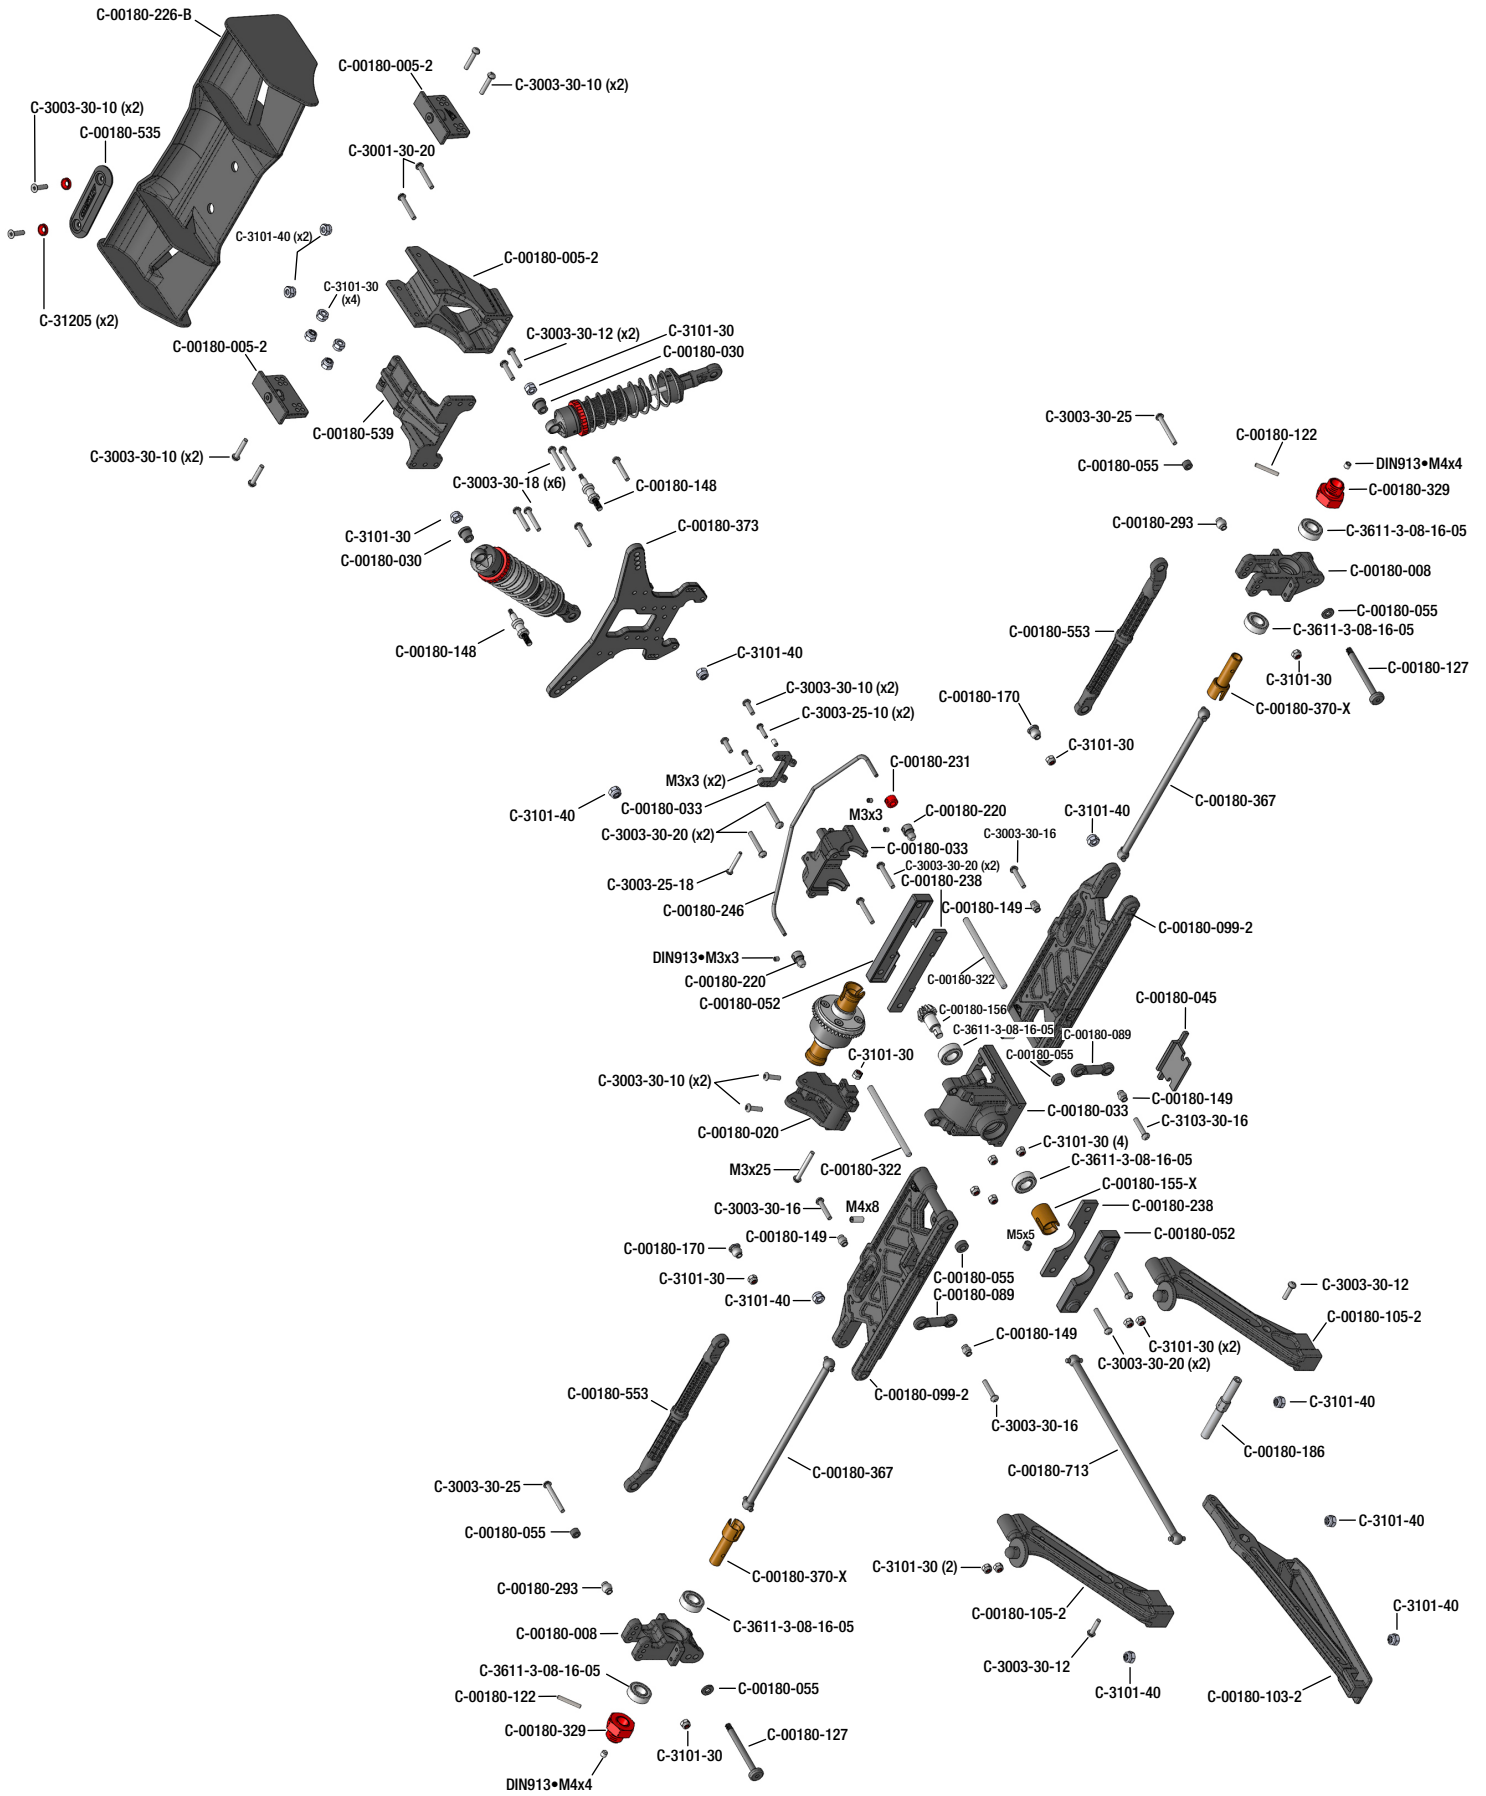 C-00180-226-B
C-00180-005-2
C-3003-30-10 (x2)
C-3003-30-10 (x2)
C-00180-535
C-3001-30-20
C-3101-40 (x2)
C-00180-005-2
C-3101-30
(x4)
C-31205 (x2)
C-3003-30-12 (x2)
C-3101-30
C-00180-005-2
C-00180-030
C-00180-539
C-3003-30-10 (x2)
C-3003-30-18 (x6)
C-00180-148
C-3101-30
C-00180-373
C-00180-030
C-00180-148
C-3101-40
C-3003-30-25
C-00180-122
C-00180-055
DIN913•M4x4
C-00180-329
C-00180-293
C-3611-3-08-16-05
C-00180-008
C-00180-055
C-00180-553
C-3611-3-08-16-05
C-3101-30
C-00180-127
C-00180-370-X
C-3003-30-10 (x2)
C-00180-170
C-3003-25-10 (x2)
C-3101-30
C-00180-231
M3x3 (x2)
C-00180-033
C-3101-40
M3x3
C-00180-220
C-3101-40
C-00180-367
C-3003-30-20 (x2)
C-3003-30-16
C-00180-033
C-3003-30-20 (x2)
C-3003-25-18
C-00180-238
C-00180-246
C-00180-149
C-00180-099-2
DIN913•M3x3
C-00180-220
C-00180-322
C-00180-052
C-00180-045
C-00180-156
C-3611-3-08-16-05
C-00180-089
C-3101-30
C-00180-055
C-3003-30-10 (x2)
C-00180-149
C-00180-033
C-3103-30-16
C-00180-020
C-3101-30 (4)
C-3611-3-08-16-05
M3x25
C-00180-322
C-00180-155-X
C-3003-30-16
M4x8
C-00180-238
M5x5
C-00180-149
C-00180-052
C-00180-170
C-3101-30
C-00180-055
C-00180-089
C-3101-40
C-3003-30-12
C-00180-105-2
C-00180-149
C-3101-30 (x2)
C-3003-30-20 (x2)
C-00180-553
C-00180-099-2
C-3101-40
C-3003-30-16
C-00180-186
C-00180-367
C-00180-713
C-3003-30-25
C-3101-40
C-00180-055
C-3101-30 (2)
C-00180-370-X
C-00180-293
C-3101-40
C-00180-105-2
C-3611-3-08-16-05
C-00180-008
C-3003-30-12
C-3611-3-08-16-05
C-3101-40
C-00180-103-2
C-00180-055
C-00180-122
C-00180-329
C-00180-127
C-3101-30
DIN913•M4x4